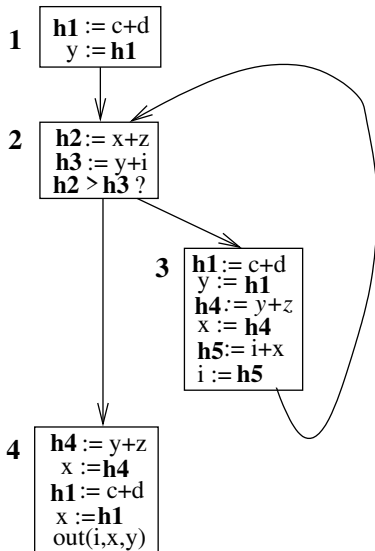 1
h1 := c+d
y := h1
2
h2:= x+z
h3 := y+i
h2 > h3 ?
3
h1 := c+d
y := h1
h4 := y+z
x := h4
h5:= i+x
i := h5
4
h4 := y+z
x :=h4
h1 := c+d
x :=h1
out(i,x,y)